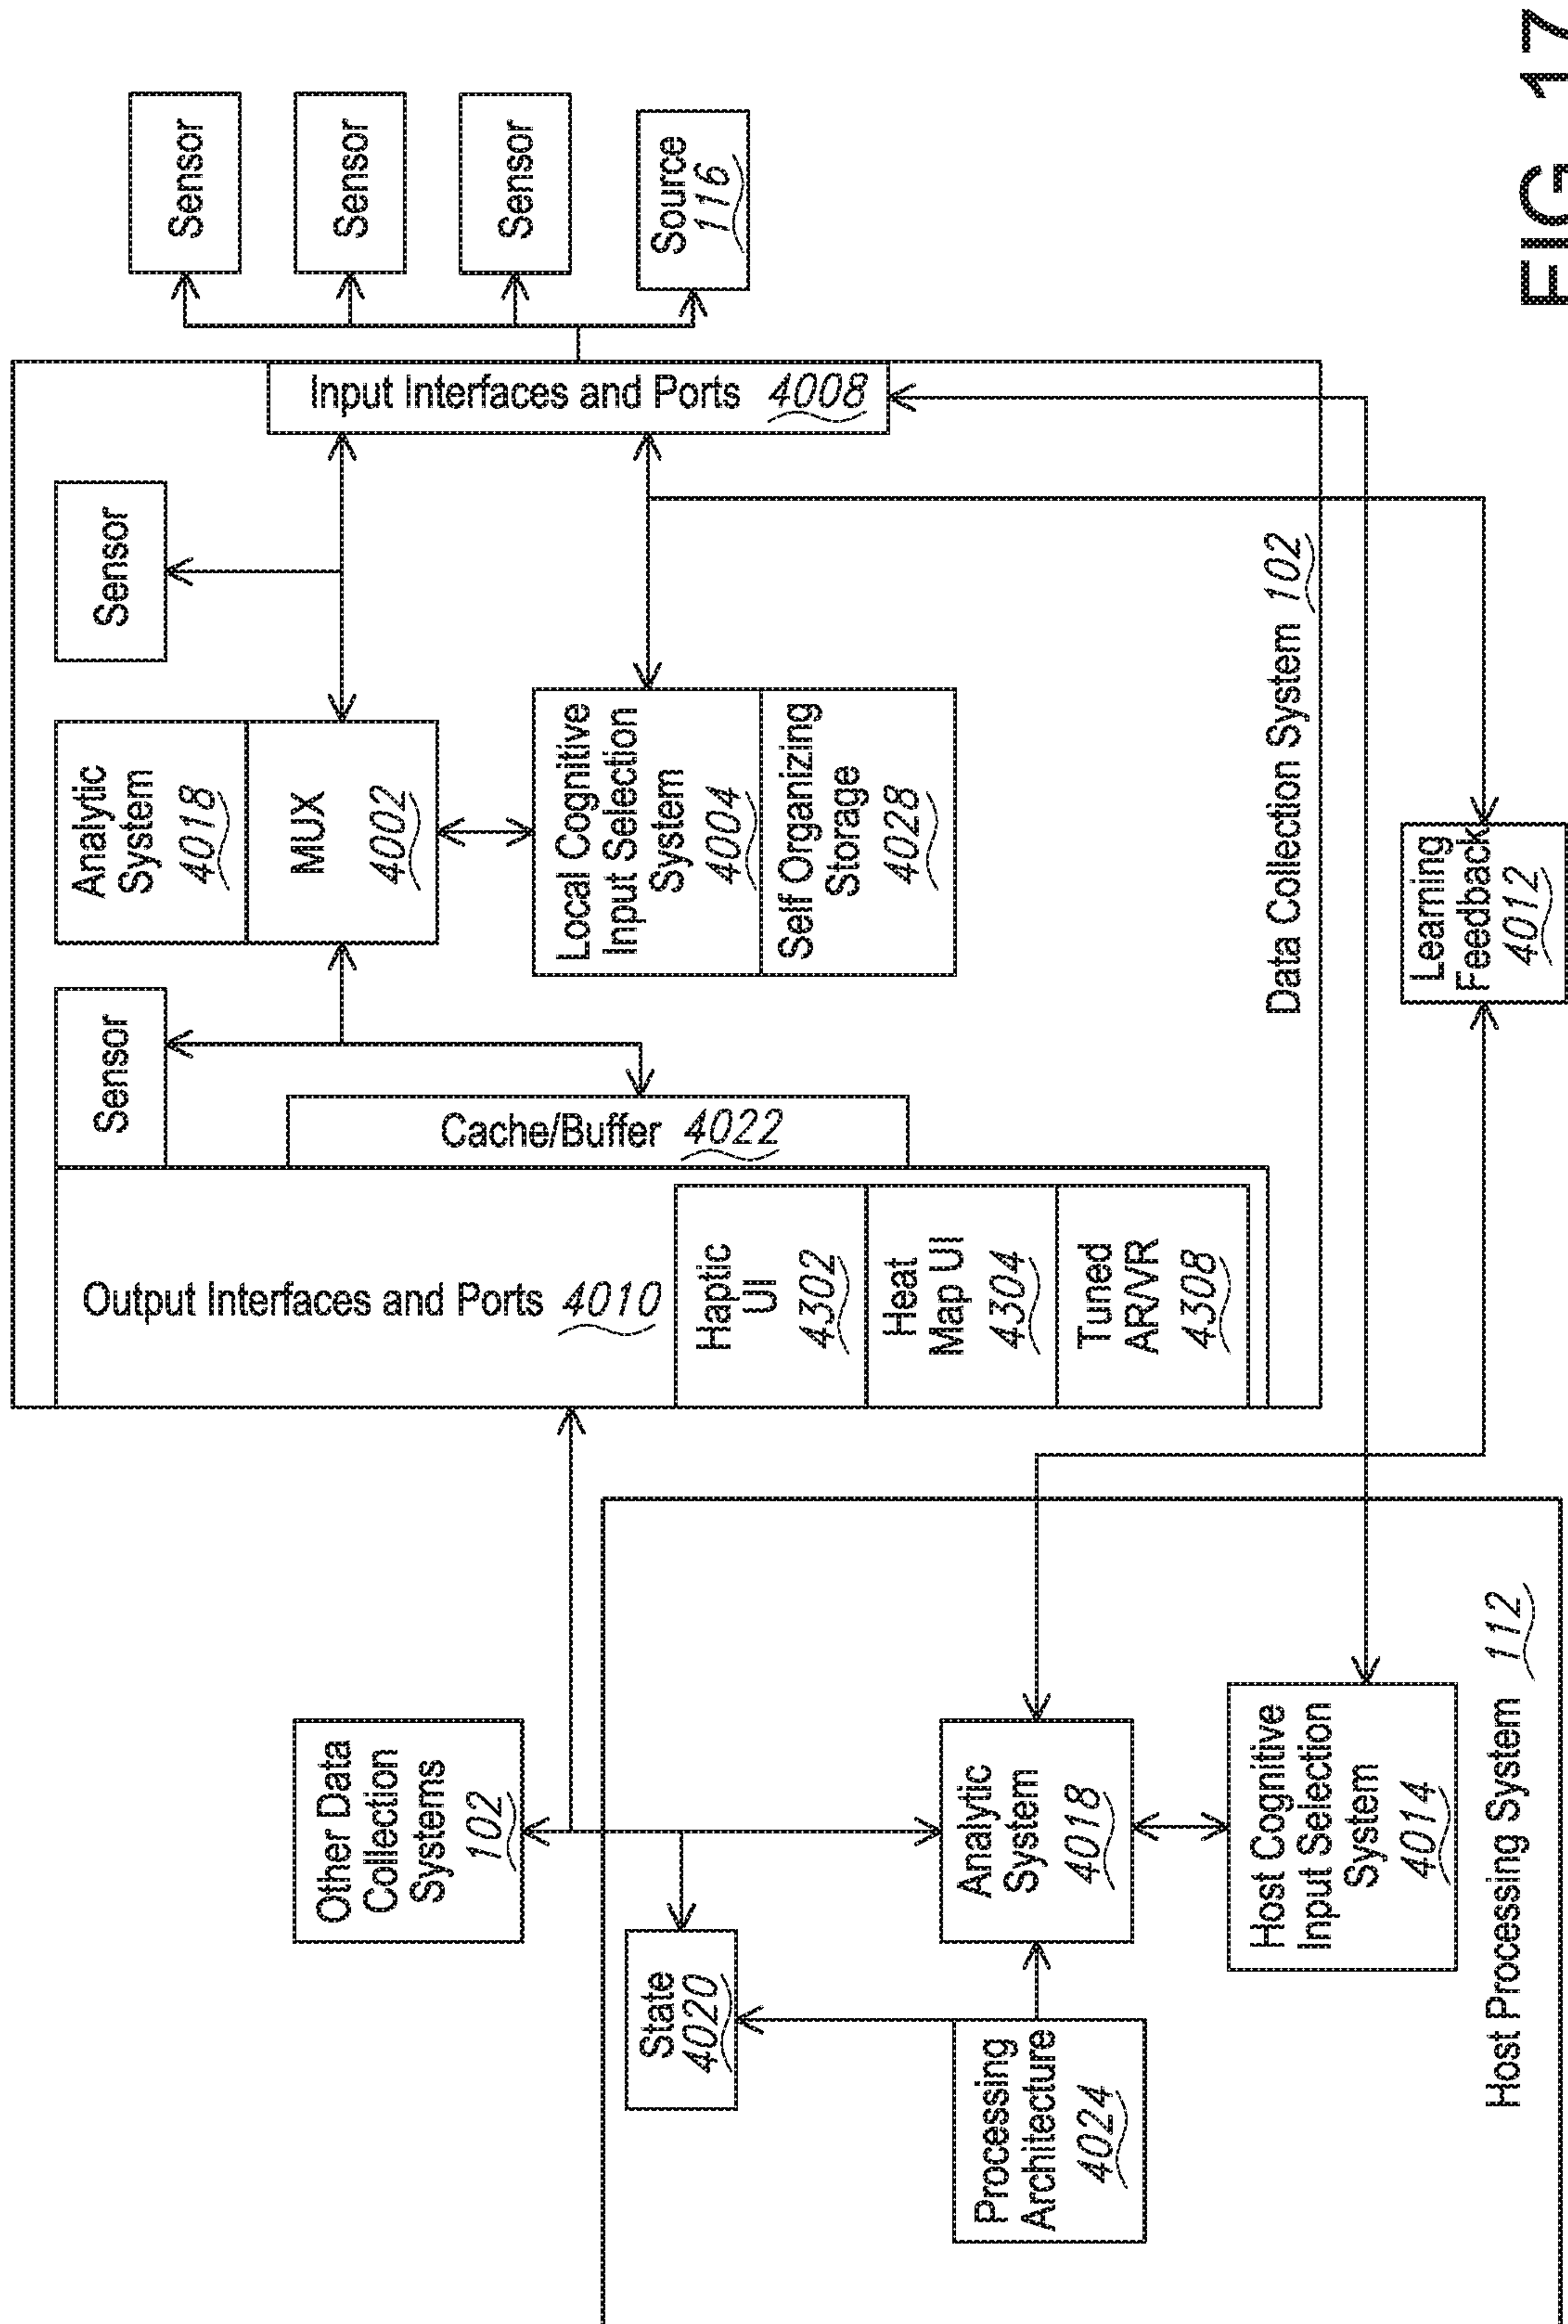 Other Data
Collection
Systems
102
State
4020
Processing
Architecture
4024
Analytic
System
4018
Host Cognitive
Input Selection
System
4014
Host Processing System 112
Output Interfaces and Ports 4010
Haptic
UI
4302
Heat
Map UI
4304
Tuned
AR/VR
4308
Cache/Buffer 4022
Sensor
Analytic
System
4018
MUX
4002
Local Cognitive
Input Selection
System
4004
Self Organizing
Storage
4028
Sensor
Input Interfaces and Ports 4008
Data Collection System 102
Learning
Feedback
4012
Sensor
Sensor
Sensor
Source
116
FIG. 17